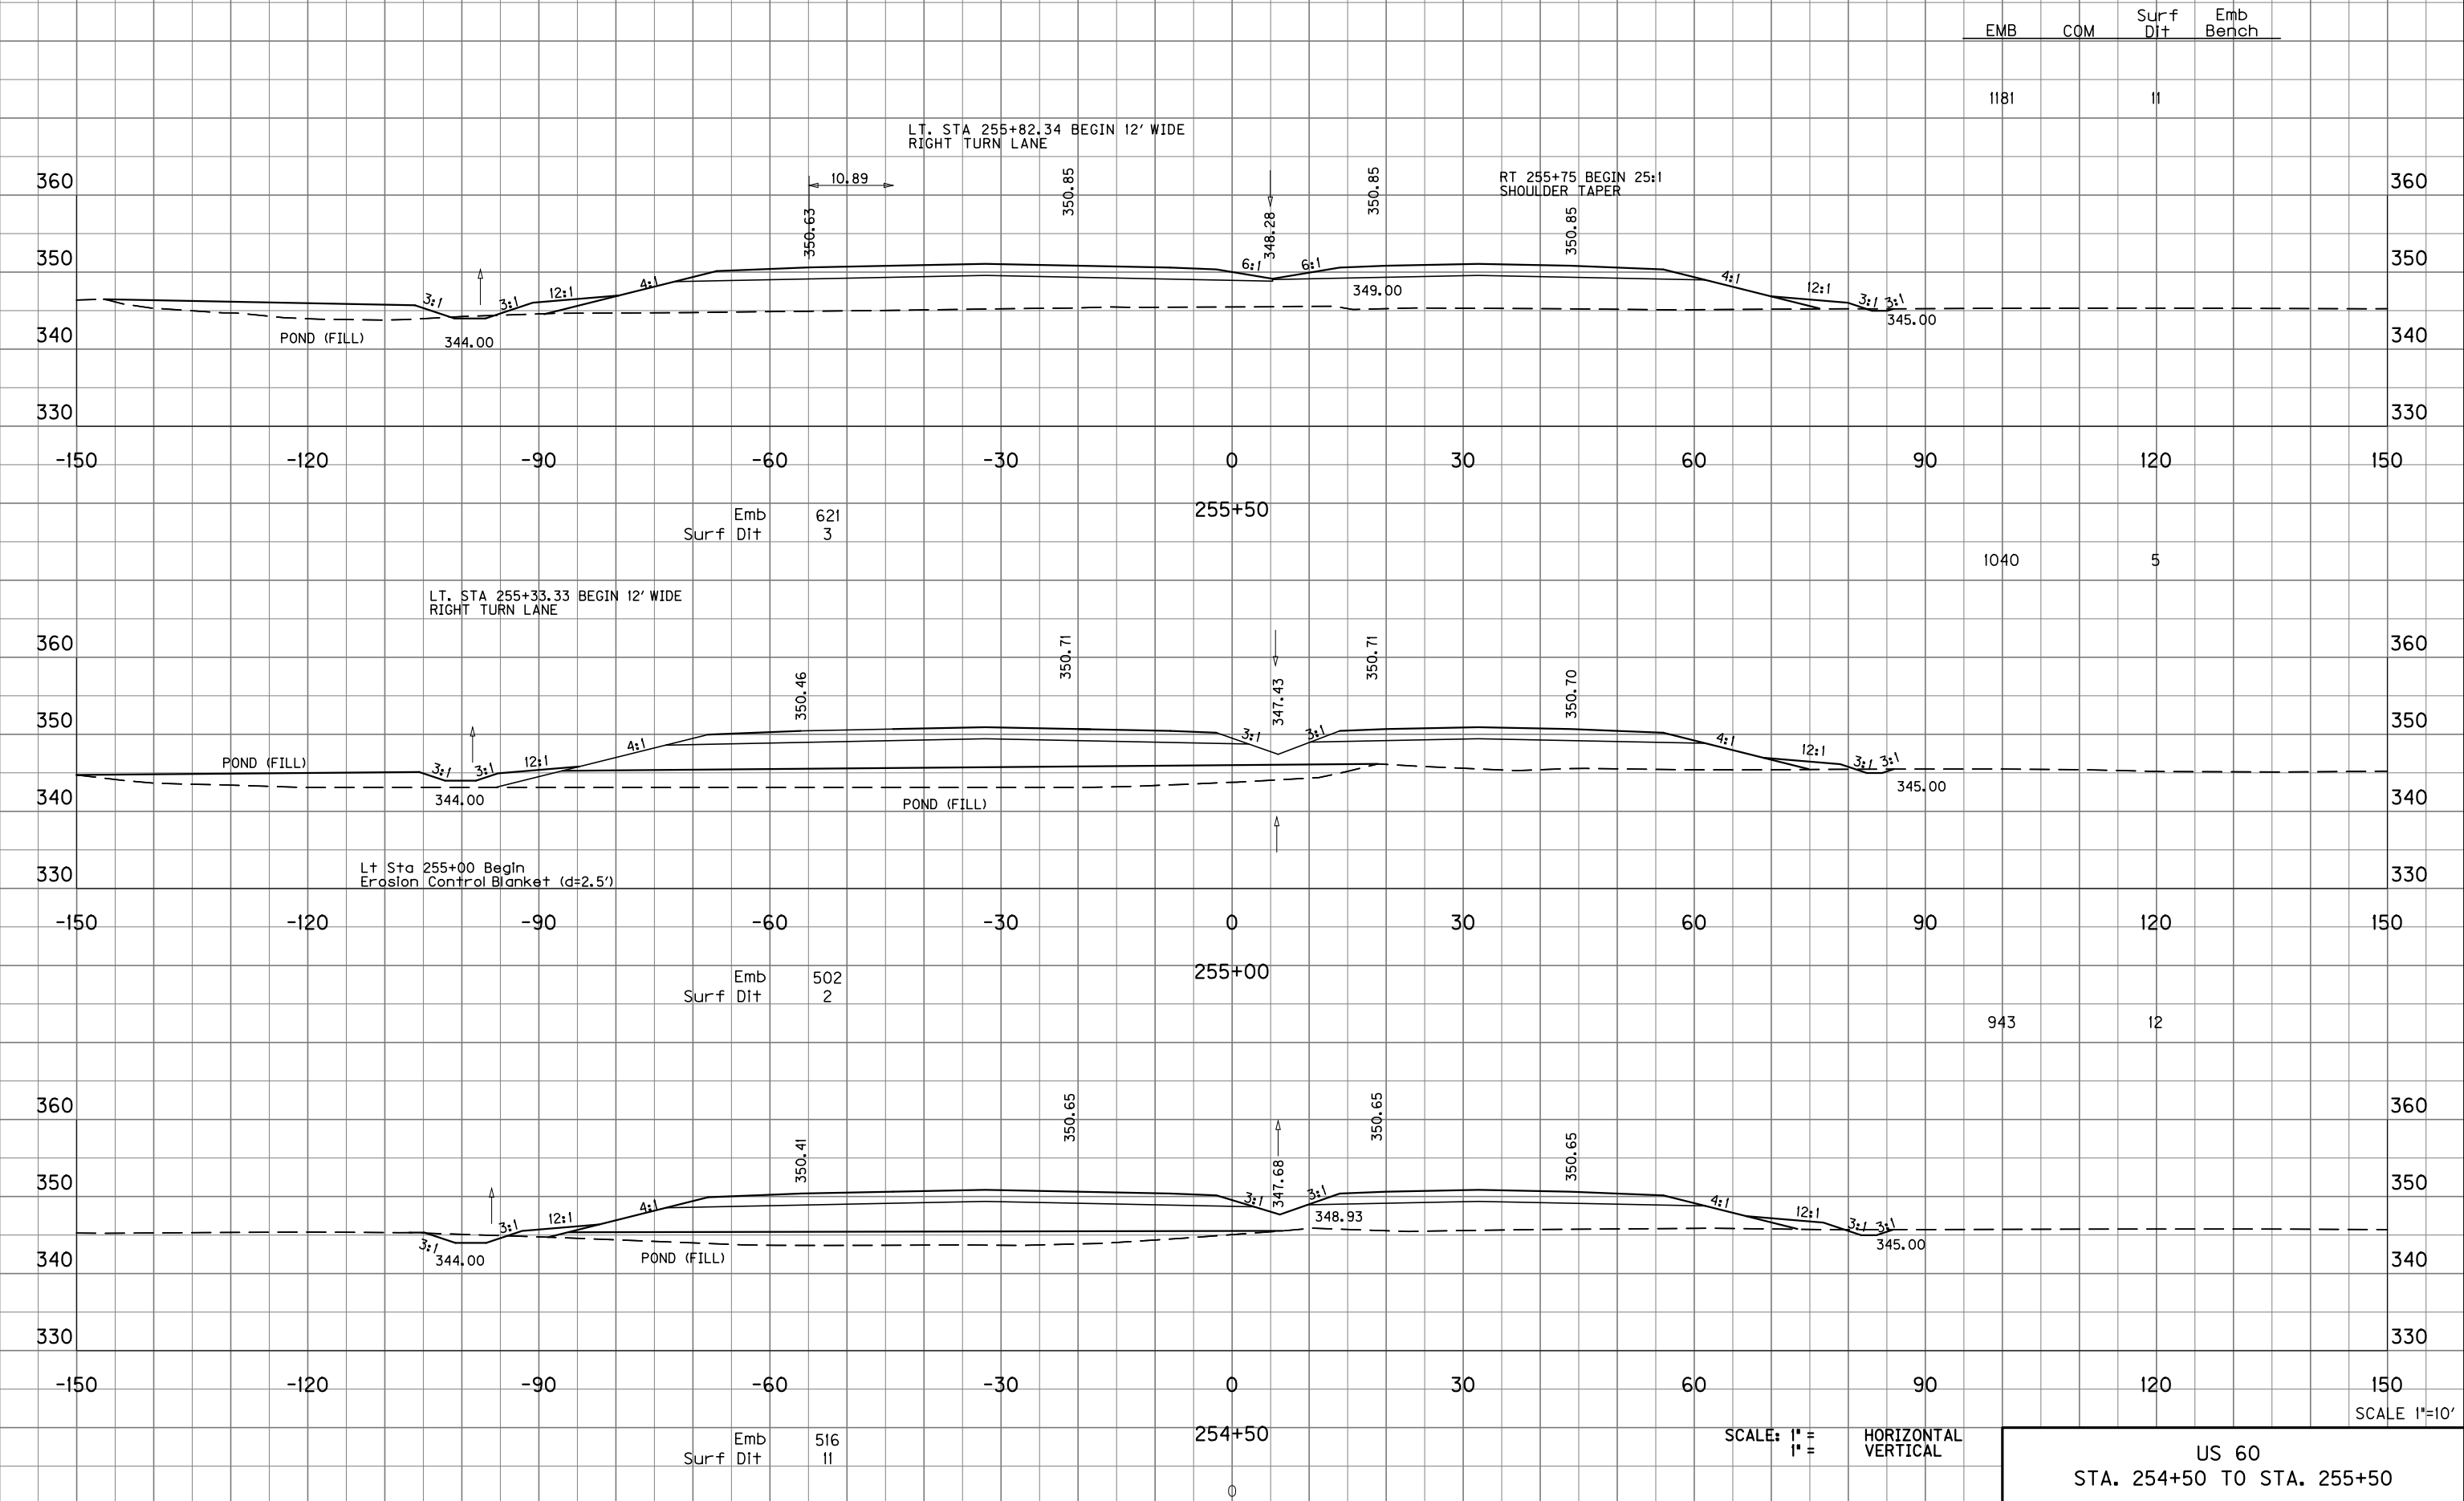 Surf Emb
EMB COM Dit Bench
1181 11
LT. STA 255+82.34 BEGIN 12' WIDE
RIGHT TURN LANE
RT 255+75 BEGIN 25:1
SHOULDER TAPER
10.89
350.63
350.85
348.28
350.85
350.85
360 360
350 350
340 340
330 330
3:1 3:1 12:1 4:1 6:1 6:1 4:1 12:1 3:1 3:1
POND (FILL)
344.00
349.00
345.00
-150 -120 -90 -60 -30 0 30 60 90 120 150
255+50
Emb 621
Surf Dit 3
1040 5
LT. STA 255+33.33 BEGIN 12' WIDE
RIGHT TURN LANE
350.46
350.71
347.43
350.71
350.70
360 360
350 350
340 340
330 330
POND (FILL)
3:1 3:1 12:1 4:1 3:1 3:1 4:1 12:1 3:1 3:1
344.00
POND (FILL)
345.00
Lt Sta 255+00 Begin
Erosion Control Blanket (d=2.5')
-150 -120 -90 -60 -30 0 30 60 90 120 150
255+00
Emb 502
Surf Dit 2
943 12
350.41
350.65
347.68
350.65
350.65
360 360
350 350
340 340
330 330
3:1 3:1 12:1 4:1 3:1 3:1 4:1 12:1 3:1 3:1
344.00
POND (FILL)
348.93
345.00
-150 -120 -90 -60 -30 0 30 60 90 120 150
SCALE 1"=10'
254+50
Emb 516
Surf Dit 11
SCALE: 1" = HORIZONTAL
1" = VERTICAL
US 60
STA. 254+50 TO STA. 255+50
0